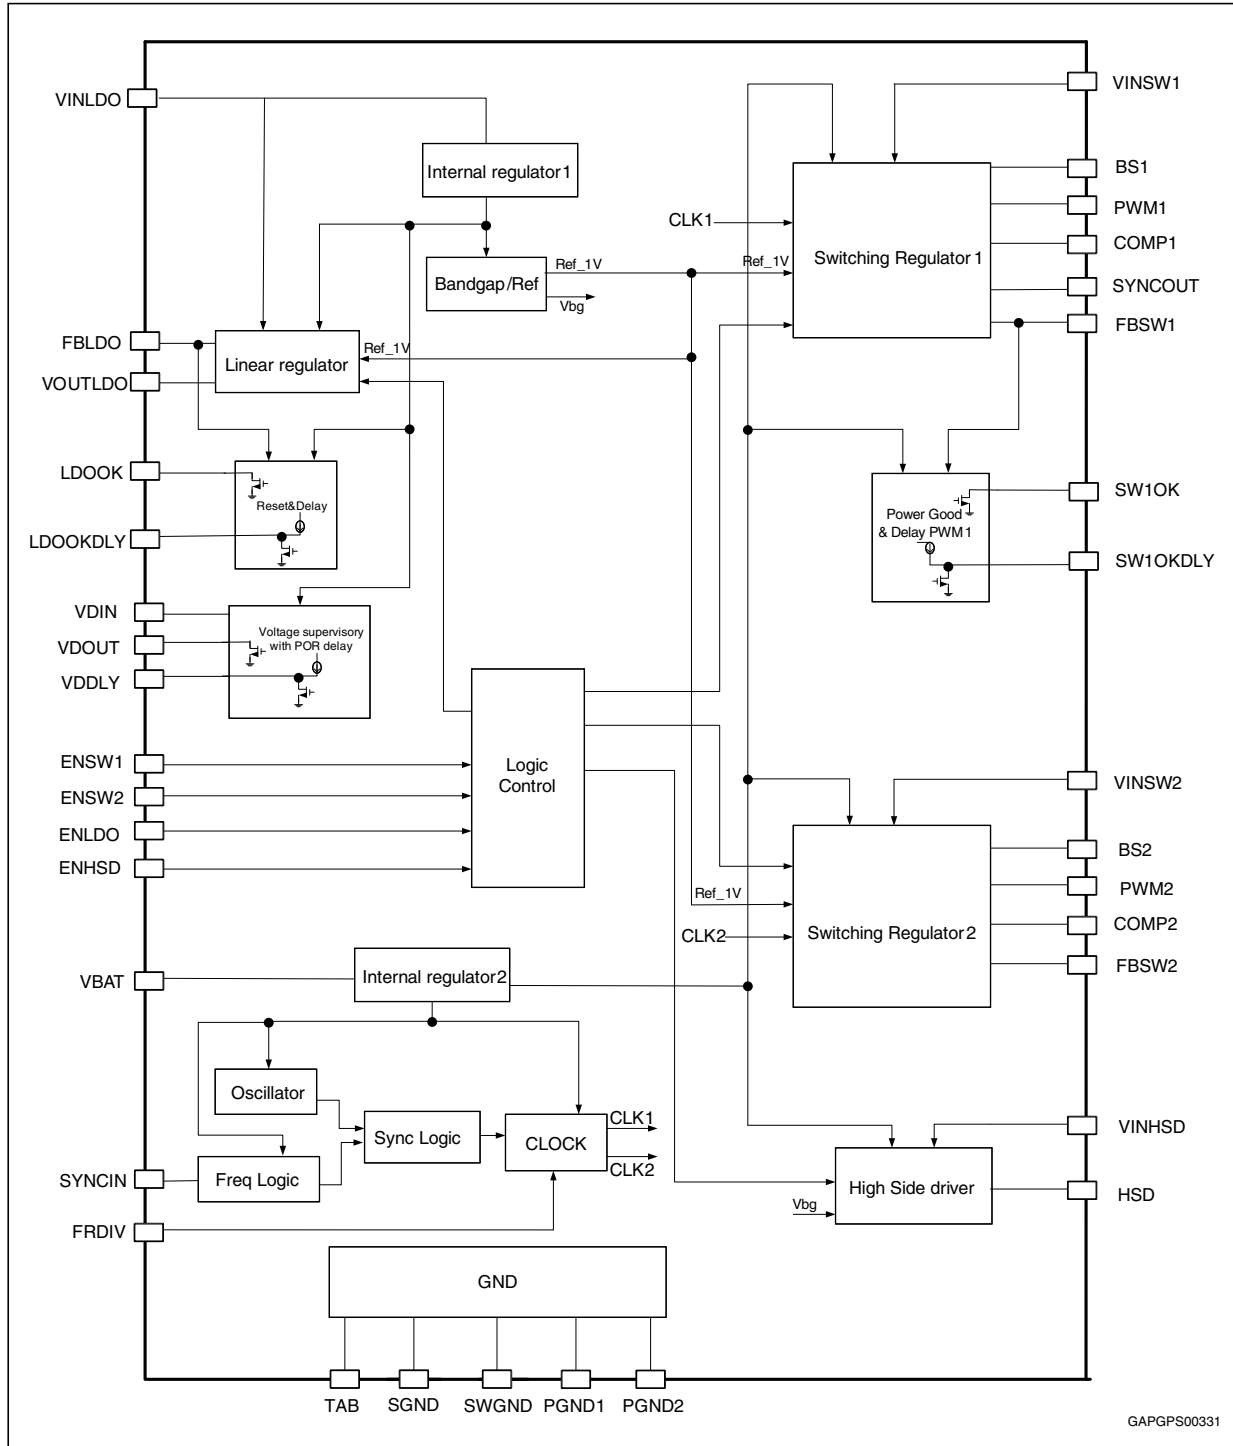 VINLDO
VINSW1
Internal regulator1
BS1
PWM1
CLK1
COMP1
Switching Regulator 1
Ref_1V
Ref_1V
Bandgap/Ref
SYNCOUT
Vbg
FBSW1
FBLDO
Ref_1V
Linear regulator
VOUTLDO
LDOOK
SW1OK
Reset&Delay
Power Good
& Delay PWM1
LDOOKDLY
SW1OKDLY
VDIN
Voltage supervisory
with POR delay
VDOUT
VDDLY
Logic
Control
ENSW1
ENSW2
ENLDO
ENHSD
VINSW2
BS2
PWM2
Ref_1V
COMP2
CLK2
Switching Regulator2
FBSW2
VBAT
Internal regulator2
Oscillator
CLK1
VINHSD
Sync Logic
CLOCK
CLK2
SYNCIN
Freq Logic
High Side driver
HSD
Vbg
FRDIV
GND
TAB
SGND
SWGND
PGND1
PGND2
GAPGPS00331